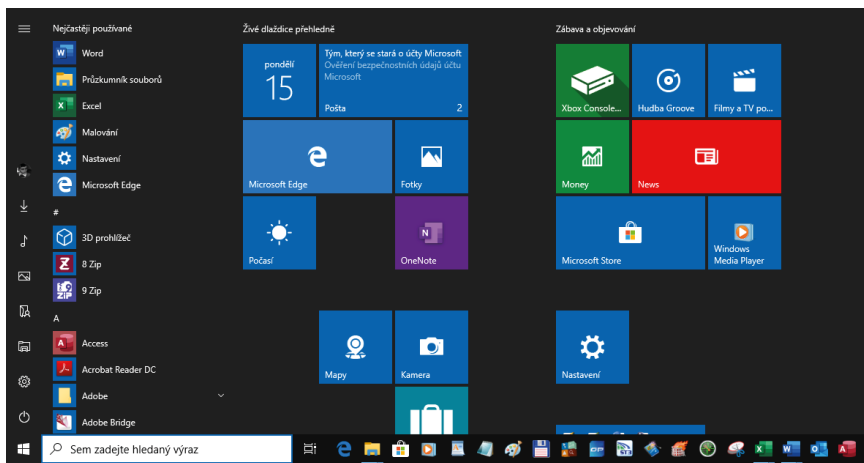 Nejčastěji používané
Word
Průzkumník souborů
Excel
Malování
Nastavení
Microsoft Edge
#
3D prohlížeč
8 Zip
9 Zip
A
Access
Acrobat Reader DC
Adobe
Adobe Bridge
Sem zadejte hledaný výraz
Živé dlaždice přehledně
pondělí
15
Tým, který se stará o účty Microsoft
Ověření bezpečnostních údajů účtu
Microsoft
Pošta 2
Microsoft Edge
Fotky
Počasí
OneNote
Mapy
Kamera
Zábava a objevování
Xbox Console...
Hudba Groove
Filmy a TV po...
Money
News
Microsoft Store
Windows
Media Player
Nastavení